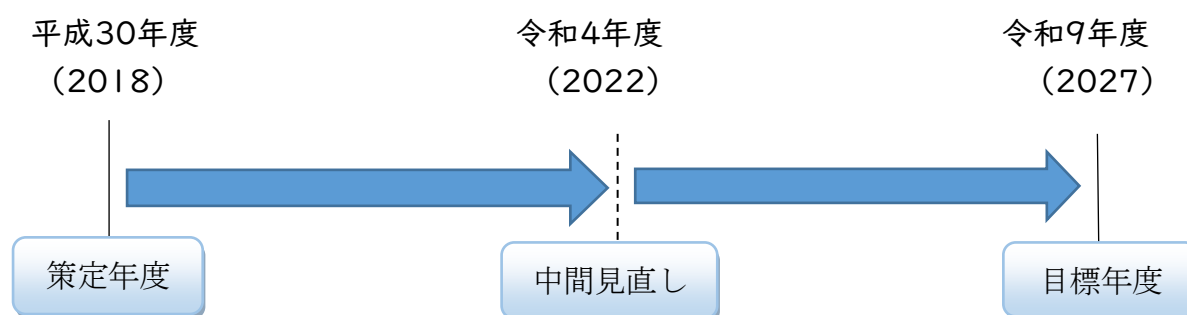 平成30年度
（2018）
令和4年度
（2022）
令和9年度
（2027）
策定年度
中間見直し
目標年度